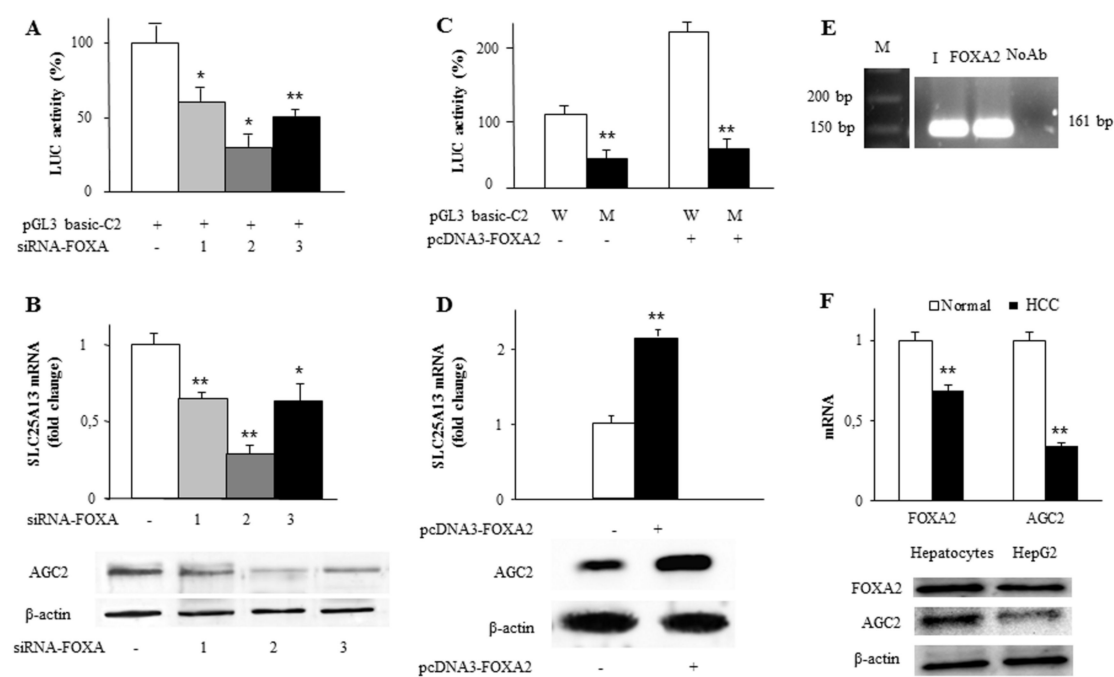 A
LUC activity (%)
100
50
0
*
*
**
pGL3 basic-C2 + + + +
siRNA-FOXA - 1 2 3
C
LUC activity (%)
200
100
0
**
**
pGL3 basic-C2 W M W M
pcDNA3-FOXA2 - - + +
E
M
I FOXA2 NoAb
200 bp
150 bp
161 bp
B
SLC25A13 mRNA
(fold change)
1
0,5
0
**
**
*
siRNA-FOXA - 1 2 3
AGC2
β-actin
siRNA-FOXA - 1 2 3
D
SLC25A13 mRNA
(fold change)
2
1
0
**
pcDNA3-FOXA2 - +
AGC2
β-actin
pcDNA3-FOXA2 - +
F
Normal HCC
mRNA
1
0,5
0
**
**
FOXA2 AGC2
Hepatocytes HepG2
FOXA2
AGC2
β-actin